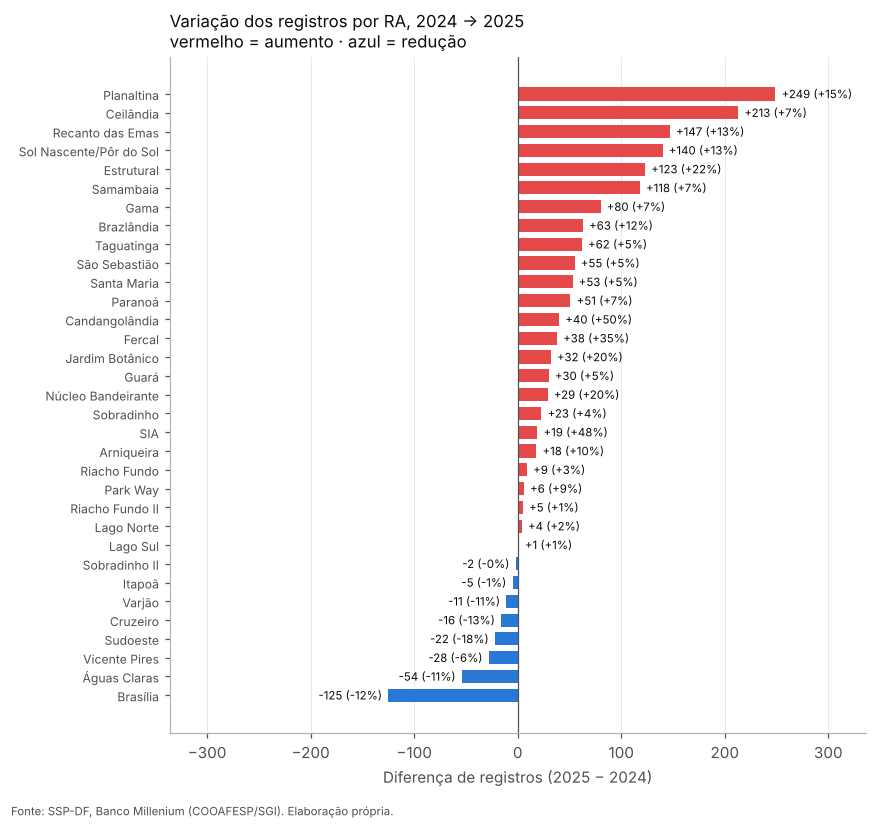 Variação dos registros por RA, 2024 → 2025
vermelho = aumento · azul = redução
Planaltina +249 (+15%)
Ceilândia +213 (+7%)
Recanto das Emas +147 (+13%)
Sol Nascente/Pôr do Sol +140 (+13%)
Estrutural +123 (+22%)
Samambaia +118 (+7%)
Gama +80 (+7%)
Brazlândia +63 (+12%)
Taguatinga +62 (+5%)
São Sebastião +55 (+5%)
Santa Maria +53 (+5%)
Paranoá +51 (+7%)
Candangolândia +40 (+50%)
Fercal +38 (+35%)
Jardim Botânico +32 (+20%)
Guará +30 (+5%)
Núcleo Bandeirante +29 (+20%)
Sobradinho +23 (+4%)
SIA +19 (+48%)
Arniqueira +18 (+10%)
Riacho Fundo +9 (+3%)
Park Way +6 (+9%)
Riacho Fundo II +5 (+1%)
Lago Norte +4 (+2%)
Lago Sul +1 (+1%)
Sobradinho II -2 (-0%)
Itapoã -5 (-1%)
Varjão -11 (-11%)
Cruzeiro -16 (-13%)
Sudoeste -22 (-18%)
Vicente Pires -28 (-6%)
Águas Claras -54 (-11%)
Brasília -125 (-12%)
−300 −200 −100 0 100 200 300
Diferença de registros (2025 − 2024)
Fonte: SSP-DF, Banco Millenium (COOAFESP/SGI). Elaboração própria.